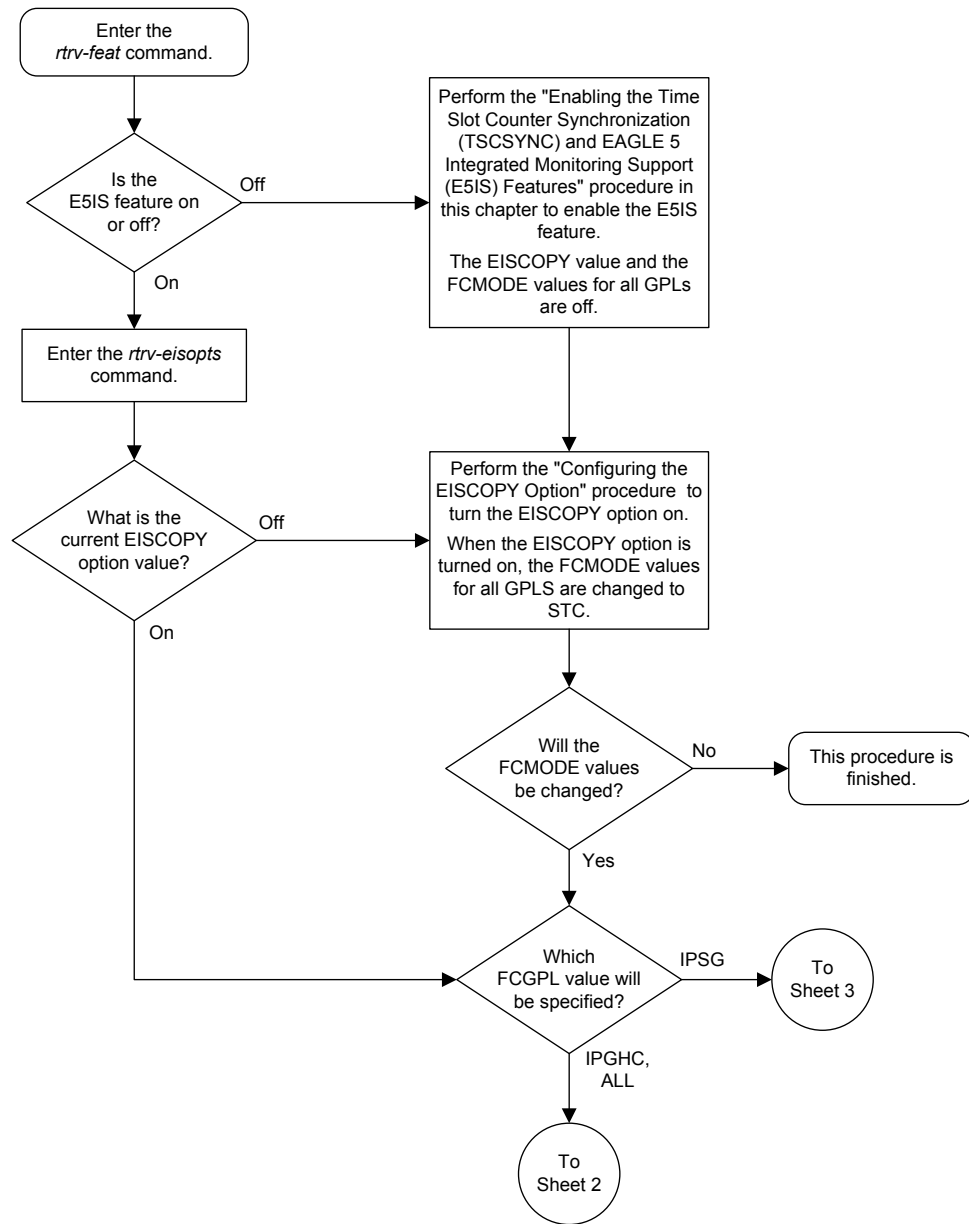 Enter the
rtrv-feat command.
Is the
E5IS feature on
or off?
Off
On
Perform the "Enabling the Time
Slot Counter Synchronization
(TSCSYNC) and EAGLE 5
Integrated Monitoring Support
(E5IS) Features" procedure in
this chapter to enable the E5IS
feature.
The EISCOPY value and the
FCMODE values for all GPLs
are off.
Enter the rtrv-eisopts
command.
What is the
current EISCOPY
option value?
Off
On
Perform the "Configuring the
EISCOPY Option" procedure to
turn the EISCOPY option on.
When the EISCOPY option is
turned on, the FCMODE values
for all GPLS are changed to
STC.
Will the
FCMODE values
be changed?
No
This procedure is
finished.
Yes
Which
FCGPL value will
be specified?
IPSG
To
Sheet 3
IPGHC,
ALL
To
Sheet 2